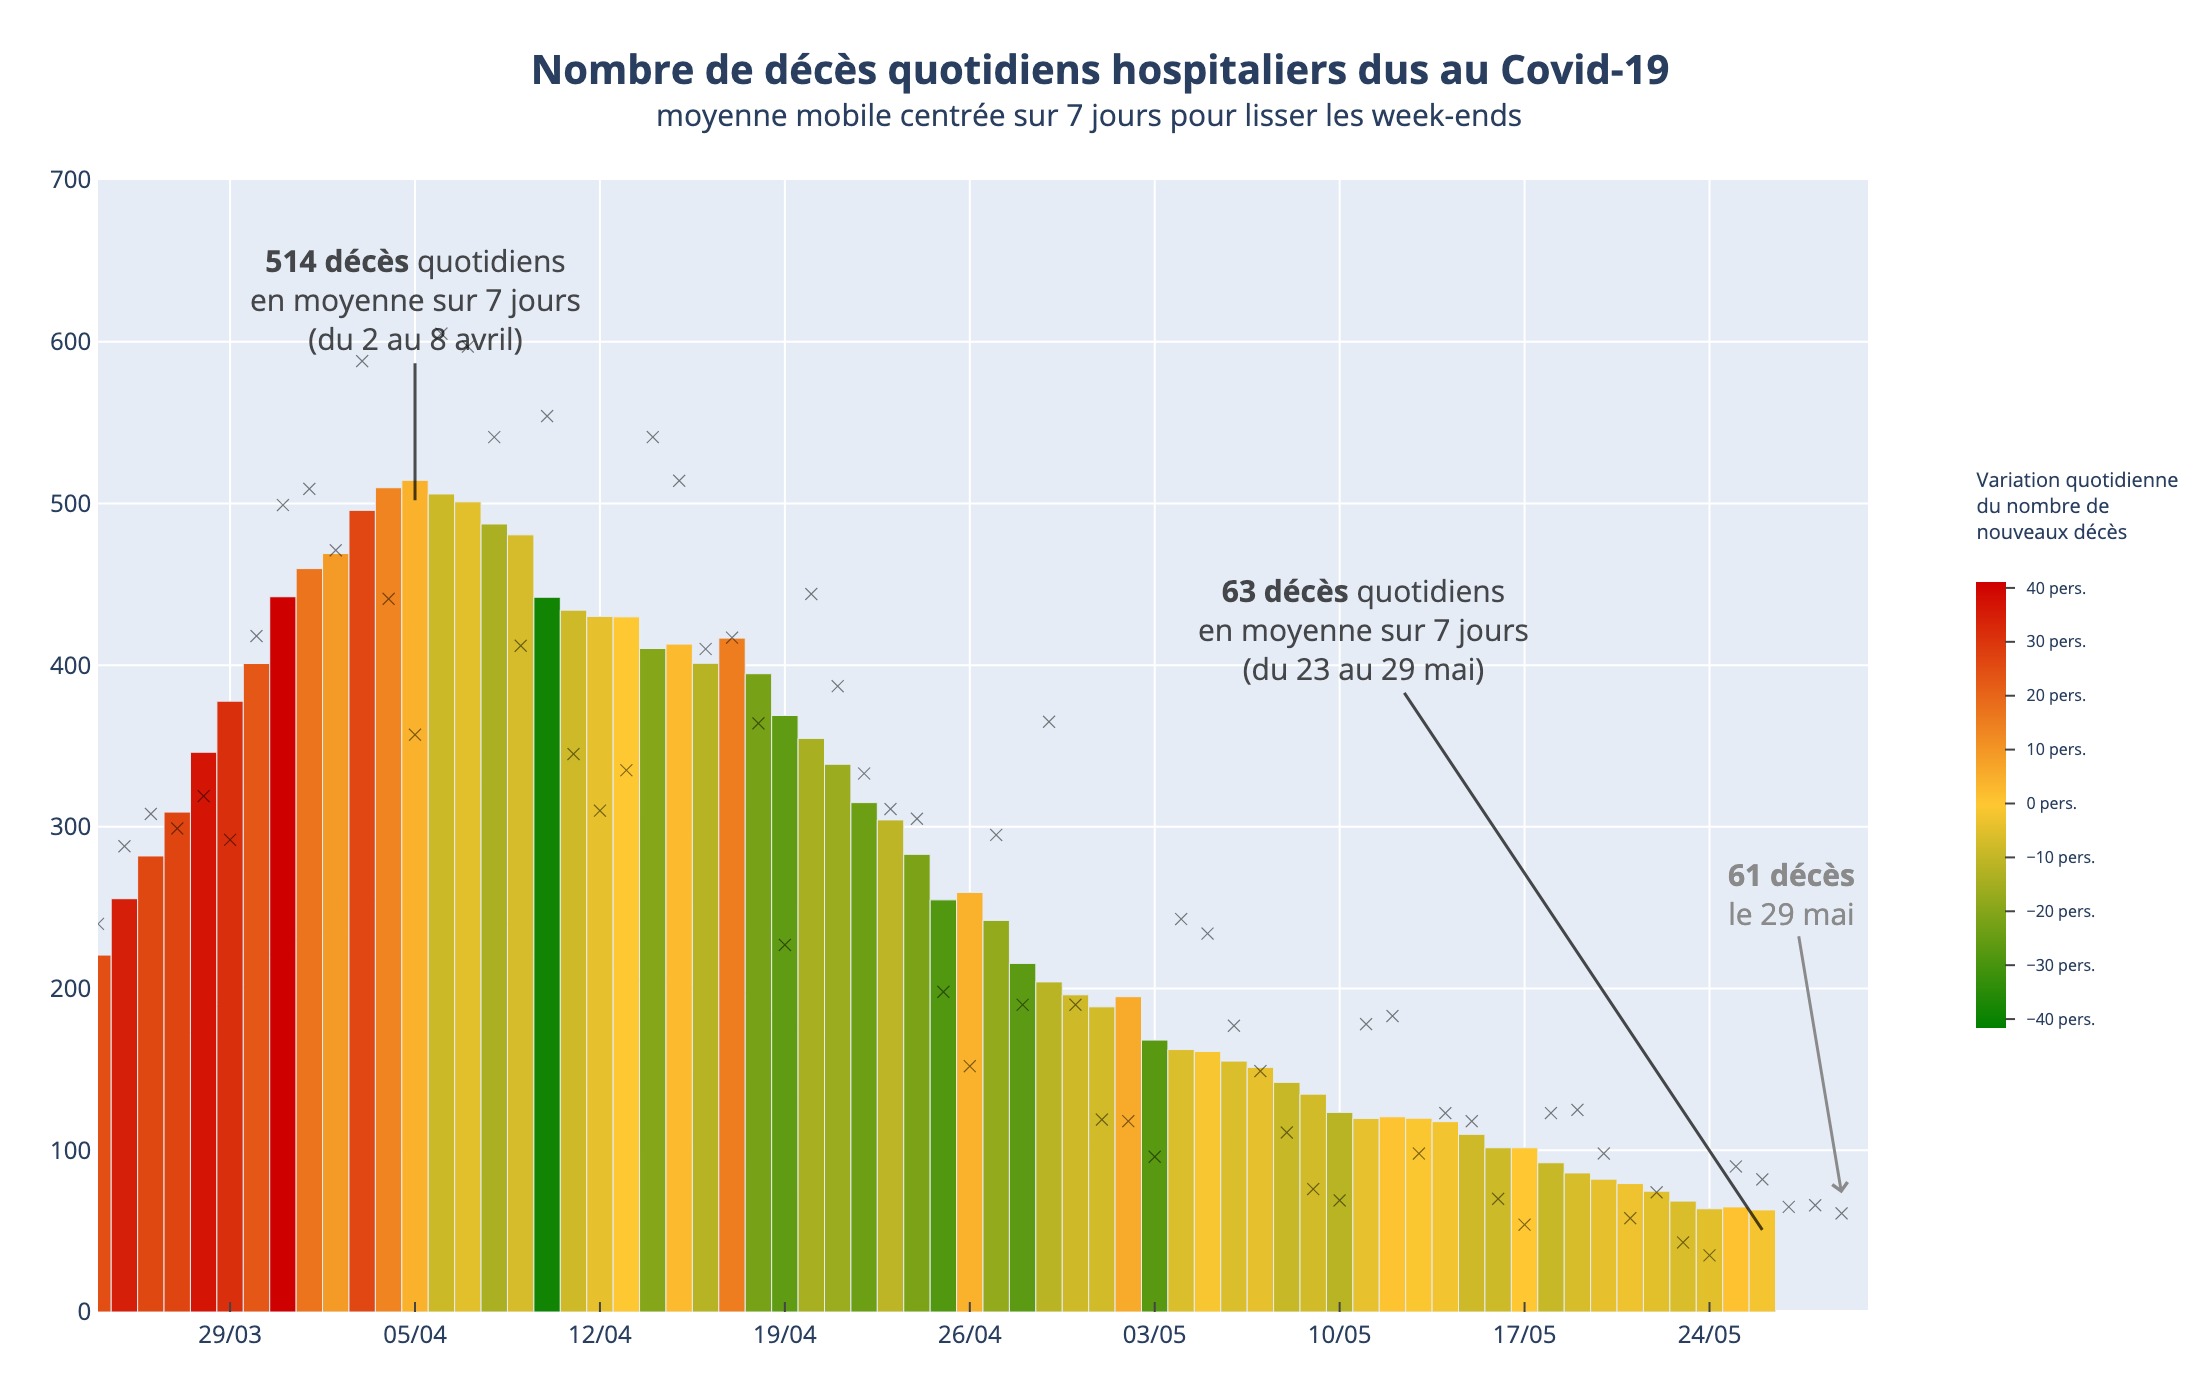 Nombre de décès quotidiens hospitaliers dus au Covid-19
moyenne mobile centrée sur 7 jours pour lisser les week-ends
700
600
500
400
300
200
100
0
514 décès quotidiens
en moyenne sur 7 jours
(du 2 au 8 avril)
63 décès quotidiens
en moyenne sur 7 jours
(du 23 au 29 mai)
61 décès
le 29 mai
29/03 05/04 12/04 19/04 26/04 03/05 10/05 17/05 24/05
Variation quotidienne
du nombre de
nouveaux décès
40 pers.
30 pers.
20 pers.
10 pers.
0 pers.
−10 pers.
−20 pers.
−30 pers.
−40 pers.